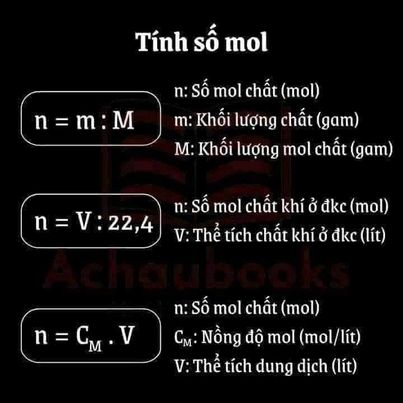 Tính số mol
n = m : M
n: Số mol chất (mol)
m: Khối lượng chất (gam)
M: Khối lượng mol chất (gam)
n = V : 22,4
n: Số mol chất khí ở đkc (mol)
V: Thể tích chất khí ở đkc (lít)
Achaubooks
n = C_M . V
n: Số mol chất (mol)
C_M: Nồng độ mol (mol/lít)
V: Thể tích dung dịch (lít)